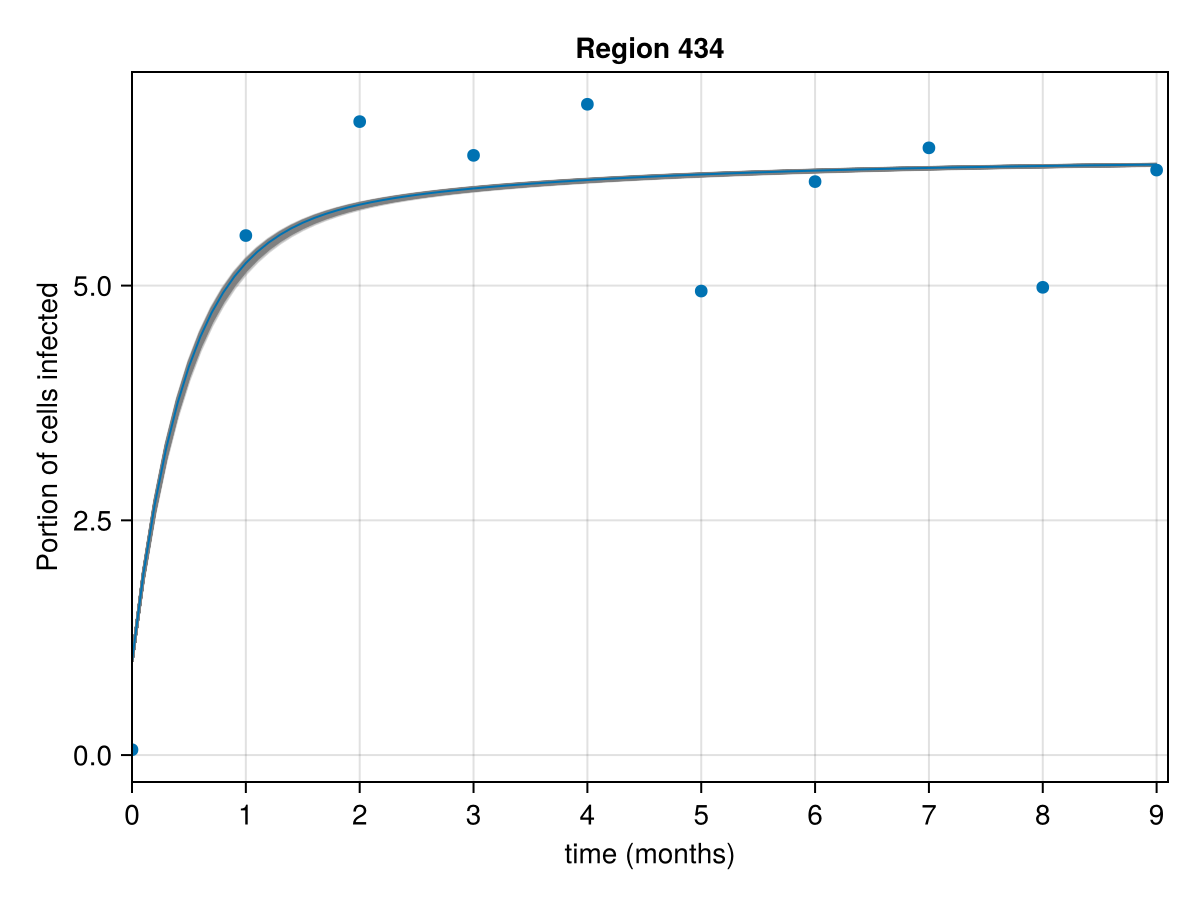 Region 434
Portion of cells infected
5.0
2.5
0.0
0 1 2 3 4 5 6 7 8 9
time (months)